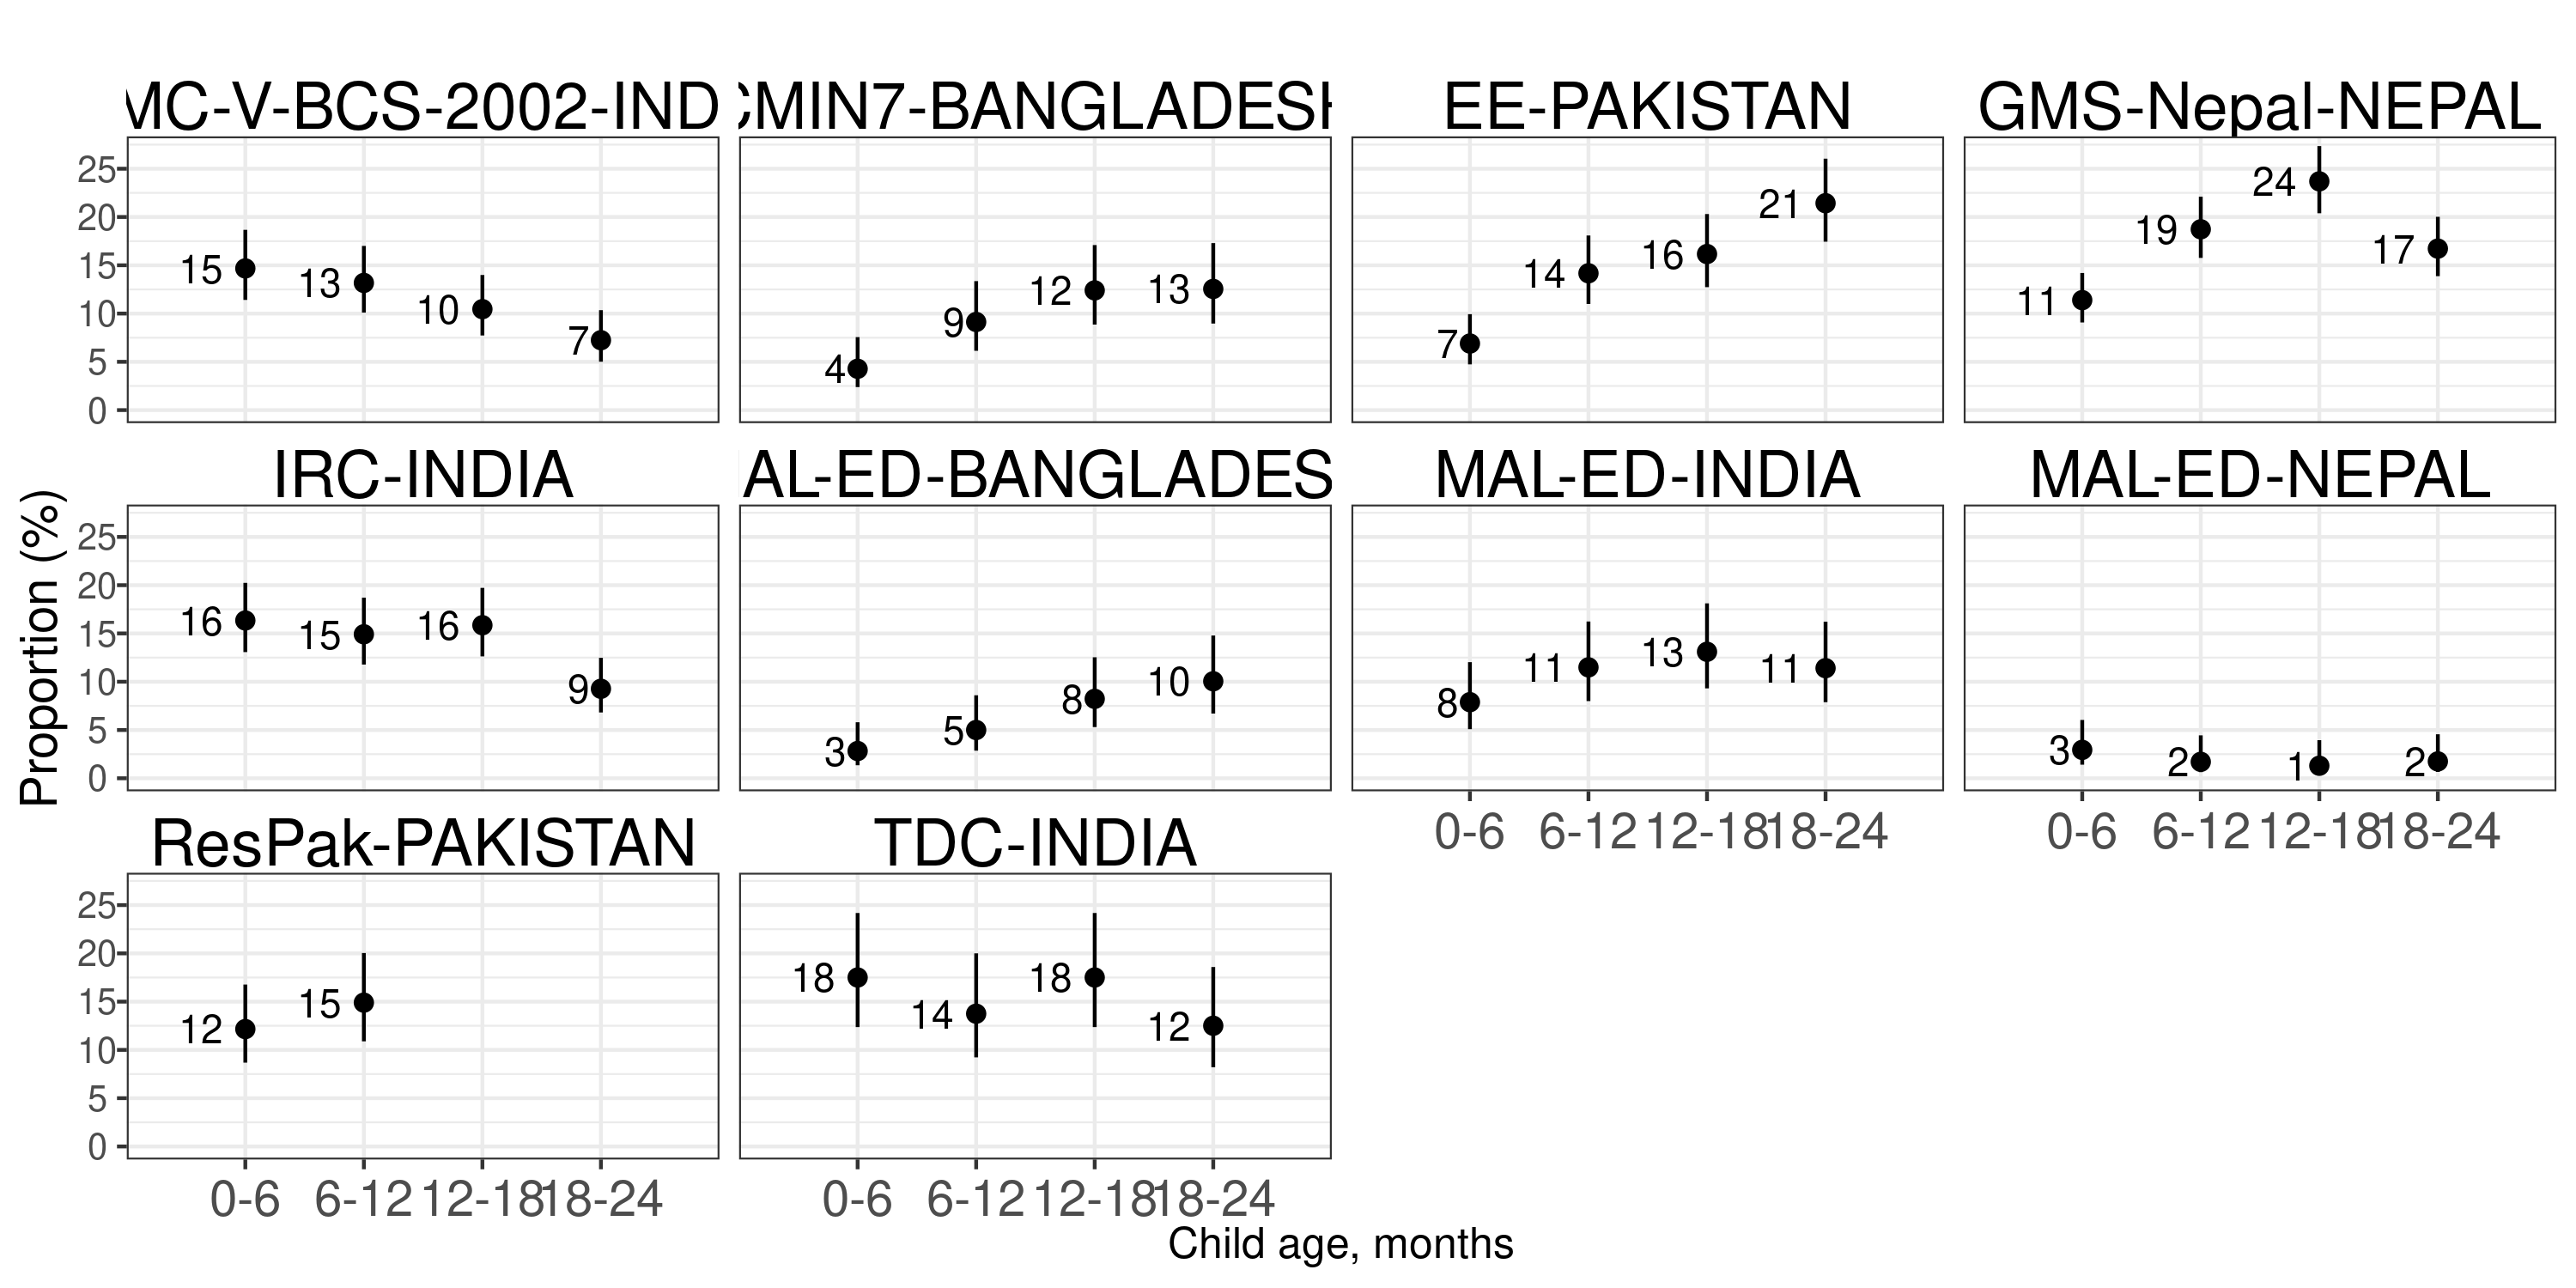 MC-V-BCS-2002-IND CMIN7-BANGLADESH EE-PAKISTAN GMS-Nepal-NEPAL
25
20
15
10
5
0
15 13 10 7
4 9 12 13
7 14 16 21
11 19 24 17
IRC-INDIA AL-ED-BANGLADES MAL-ED-INDIA MAL-ED-NEPAL
Proportion (%)
25
20
15
10
5
0
16 15 16 9
3 5 8 10
8 11 13 11
3 2 1 2
0-6 6-12 12-18 18-24
0-6 6-12 12-18 18-24
ResPak-PAKISTAN TDC-INDIA
25
20
15
10
5
0
12 15
18 14 18 12
0-6 6-12 12-18 18-24
0-6 6-12 12-18 18-24
Child age, months